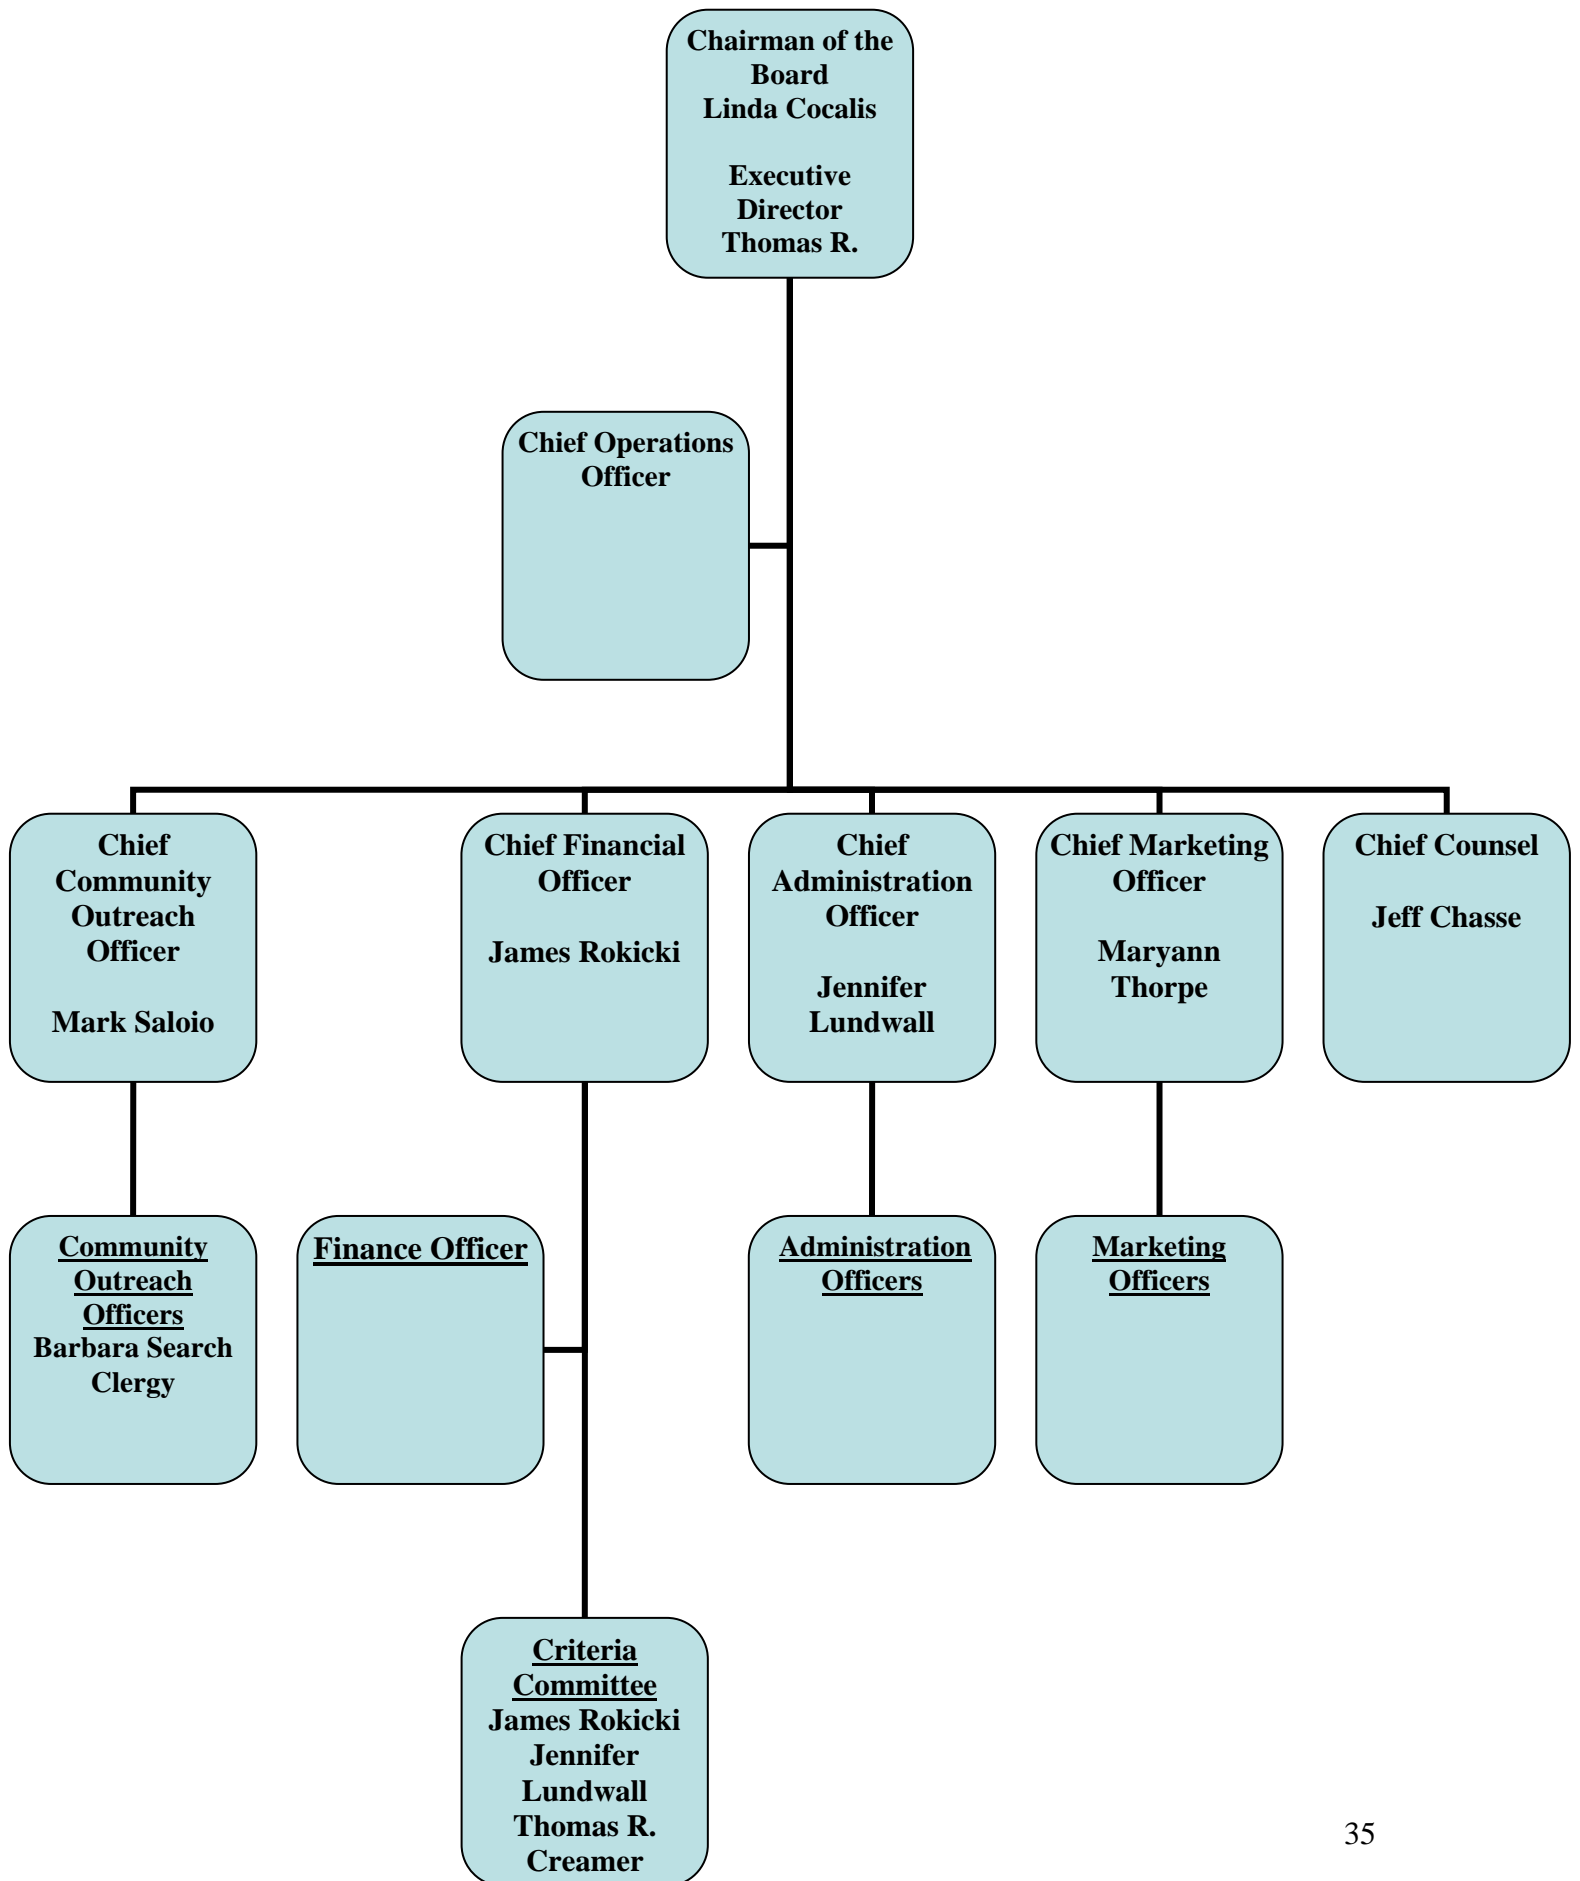 Chairman of the
Board
Linda Cocalis
Executive
Director
Thomas R.
Chief Operations
Officer
Chief
Community
Outreach
Officer
Mark Saloio
Chief Financial
Officer
James Rokicki
Chief
Administration
Officer
Jennifer
Lundwall
Chief Marketing
Officer
Maryann
Thorpe
Chief Counsel
Jeff Chasse
Community
Outreach
Officers
Barbara Search
Clergy
Finance Officer
Administration
Officers
Marketing
Officers
Criteria
Committee
James Rokicki
Jennifer
Lundwall
Thomas R.
Creamer
35